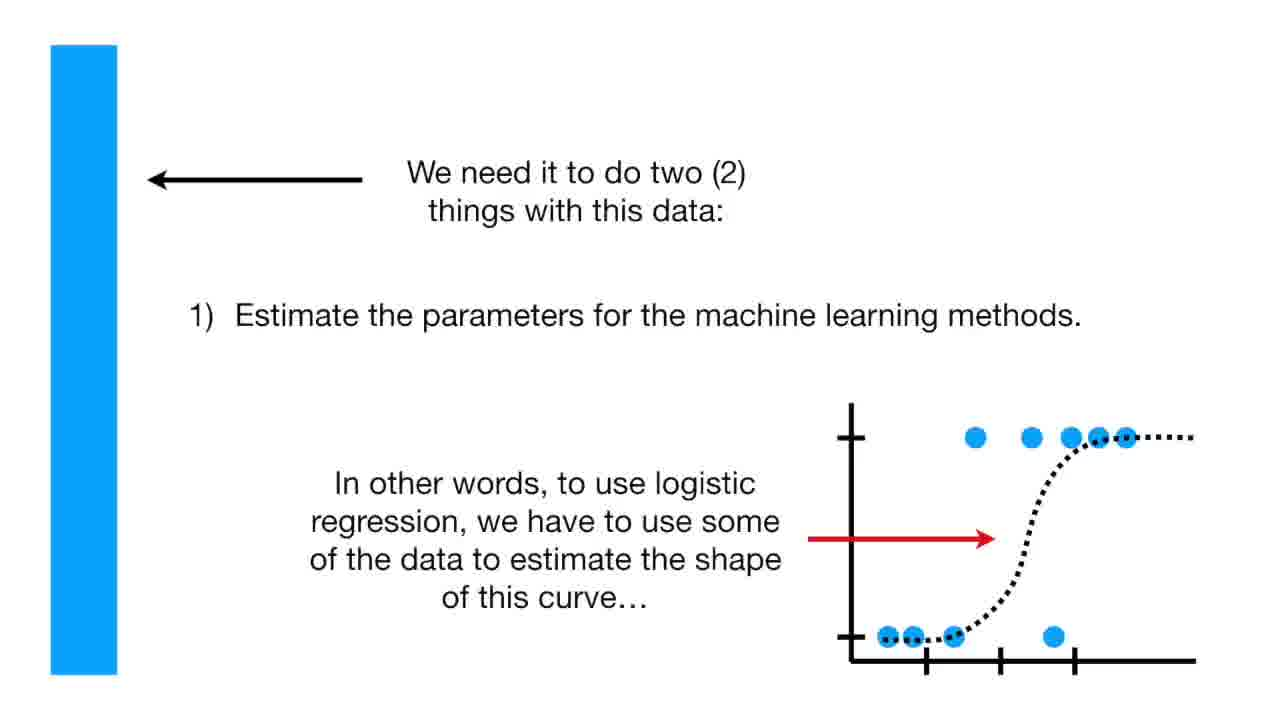 We need it to do two (2)
things with this data:
1) Estimate the parameters for the machine learning methods.
In other words, to use logistic
regression, we have to use some
of the data to estimate the shape
of this curve…